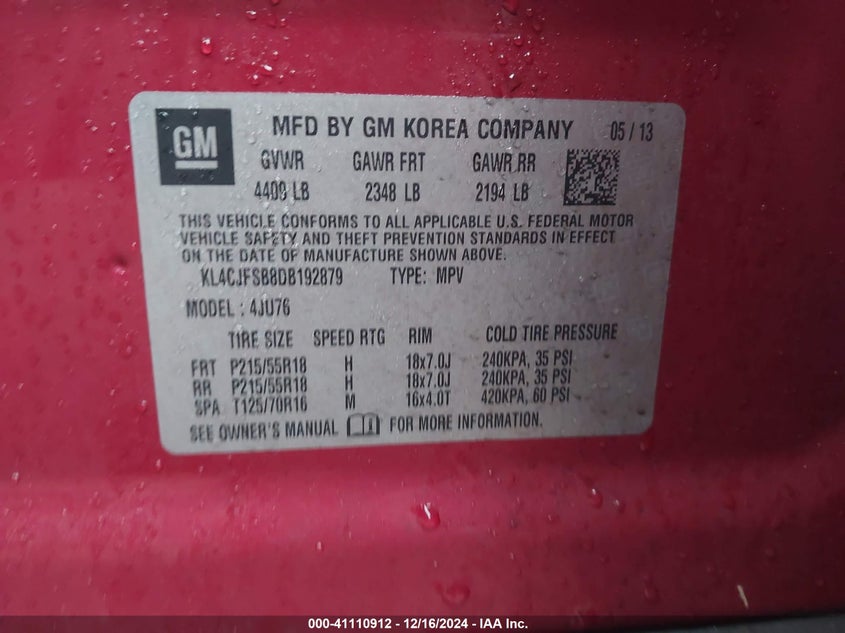 GM MFD BY GM KOREA COMPANY 05 / 13
GVWR GAWR FRT GAWR RR
4400 LB 2348 LB 2194 LB
THIS VEHICLE CONFORMS TO ALL APPLICABLE U.S. FEDERAL MOTOR
VEHICLE SAFETY AND THEFT PREVENTION STANDARDS IN EFFECT
ON THE DATE OF MANUFACTURE SHOWN ABOVE.
KL4CJFSB8DB192879 TYPE: MPV
MODEL : 4JU76
TIRE SIZE SPEED RTG RIM COLD TIRE PRESSURE
FRT P215/55R18 H 18x7.0J 240KPA, 35 PSI
RR P215/55R18 H 18x7.0J 240KPA, 35 PSI
SPA T125/70R16 M 16x4.0T 420KPA, 60 PSI
SEE OWNER'S MANUAL FOR MORE INFORMATION.
000-41110912 - 12/16/2024 - IAA Inc.